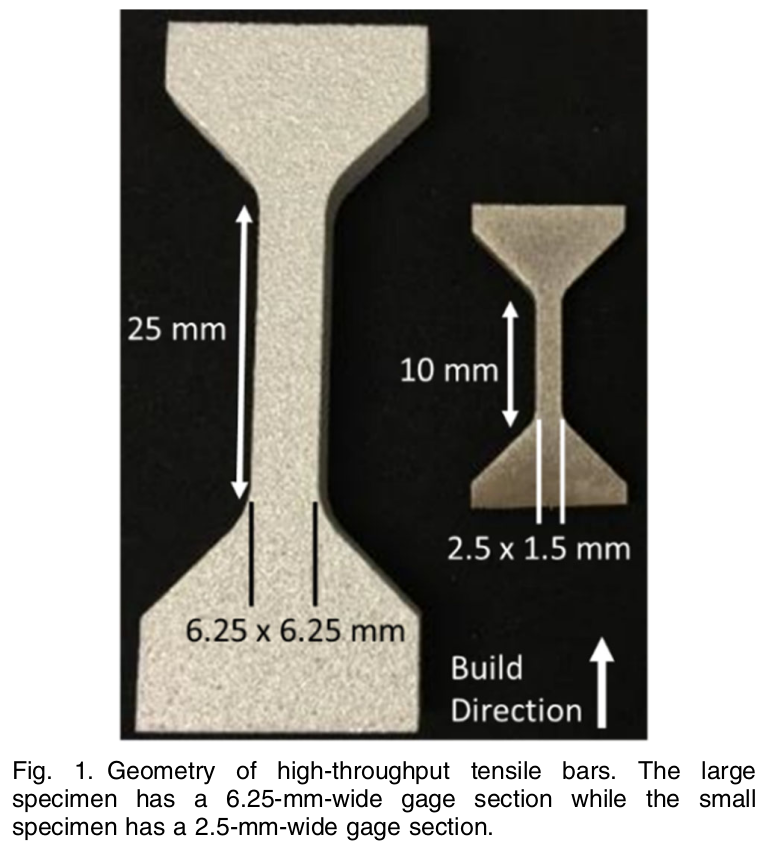 25 mm
10 mm
2.5 x 1.5 mm
6.25 x 6.25 mm
Build
Direction
Fig. 1. Geometry of high-throughput tensile bars. The large
specimen has a 6.25-mm-wide gage section while the small
specimen has a 2.5-mm-wide gage section.